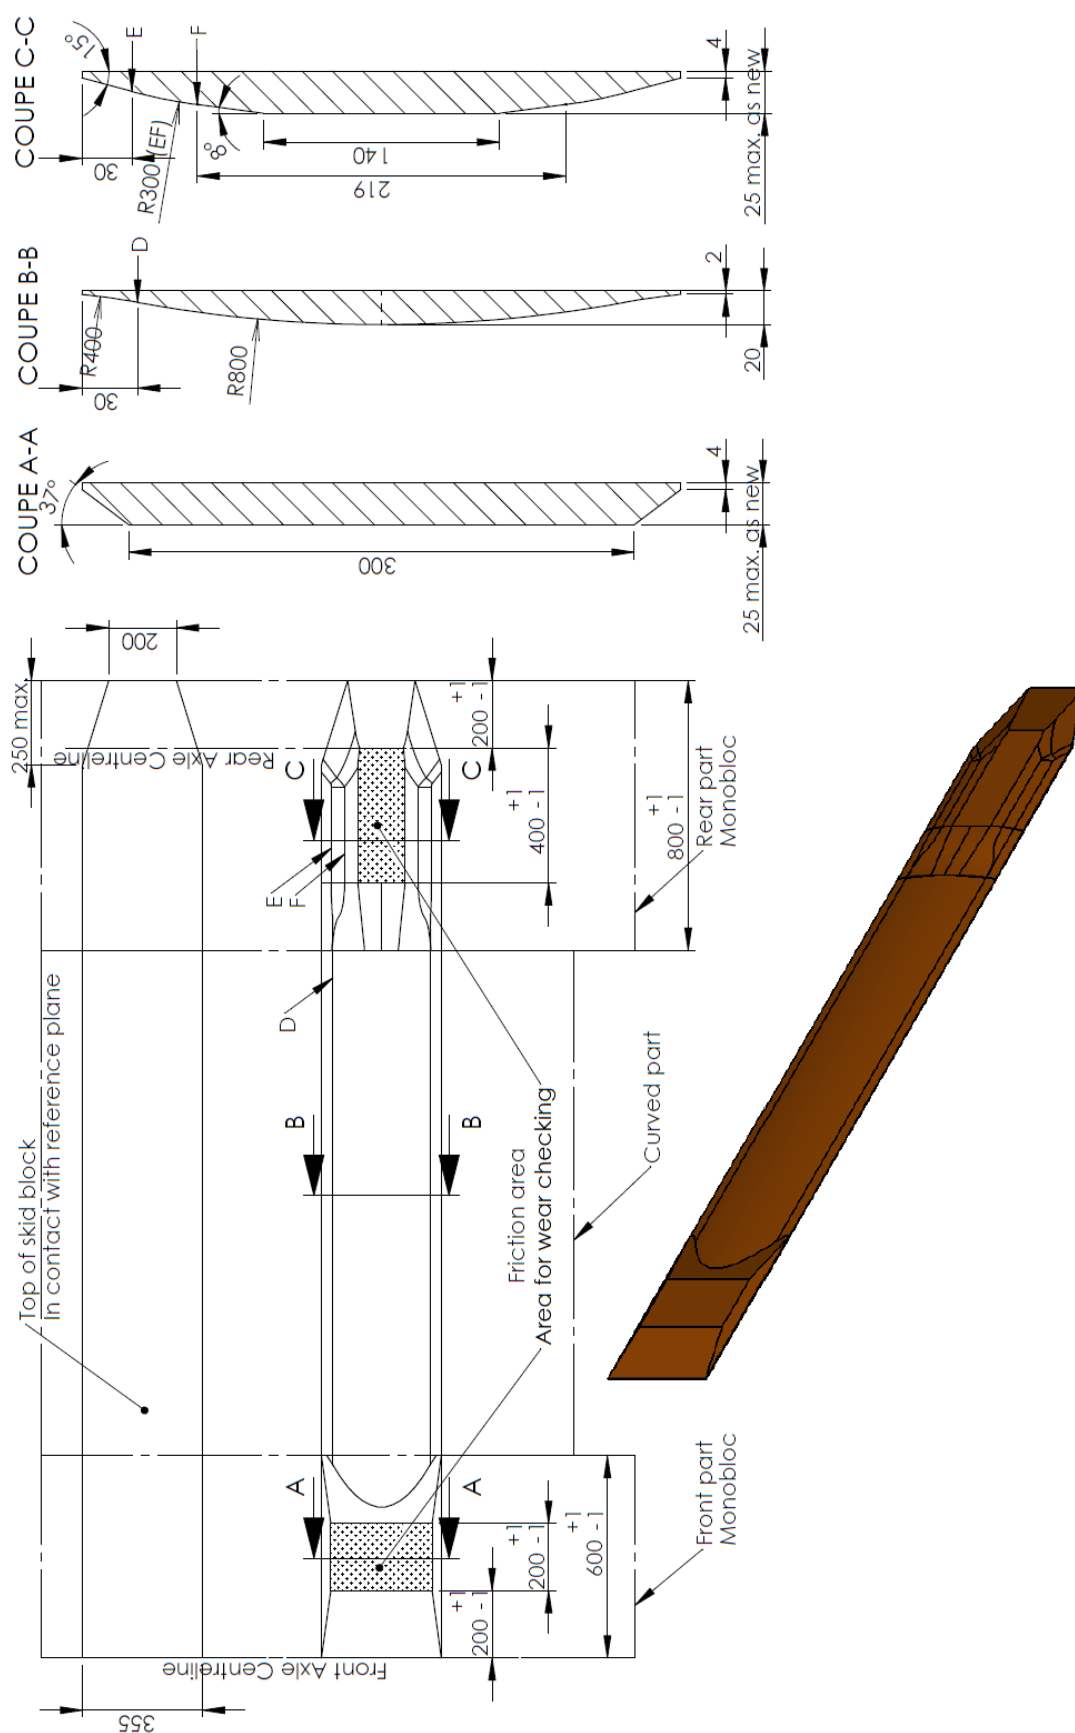 COUPE A-A
37°
300
4
25 max. as new
COUPE B-B
D
R400
30
R800
2
20
COUPE C-C
15°
E
F
30
R300 (EF)
8°
140
219
4
25 max. as new
Top of skid block
In contact with reference plane
250 max.
200
Rear Axle Centreline
Front Axle Centreline
355
A
A
B
B
C
C
D
E
F
Friction area
Area for wear checking
+1
200 -1
+1
200 -1
+1
600 -1
+1
200 -1
+1
400 -1
+1
800 -1
Front part
Monobloc
Curved part
Rear part
Monobloc